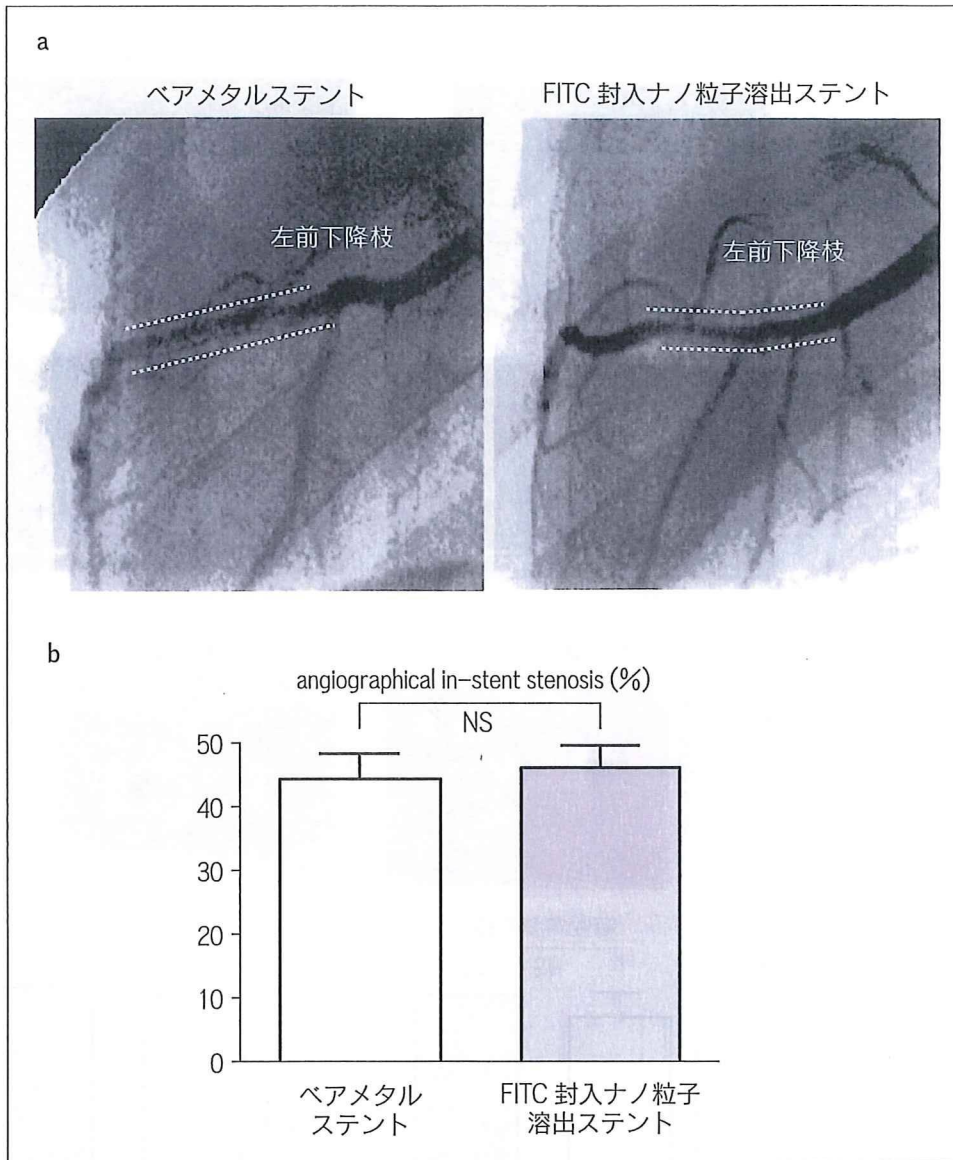 a
ベアメタルステント
FITC 封入ナノ粒子溶出ステント
左前下降枝
左前下降枝
b
angiographical in–stent stenosis (%)
NS
50
40
30
20
10
0
ベアメタル
ステント
FITC 封入ナノ粒子
溶出ステント